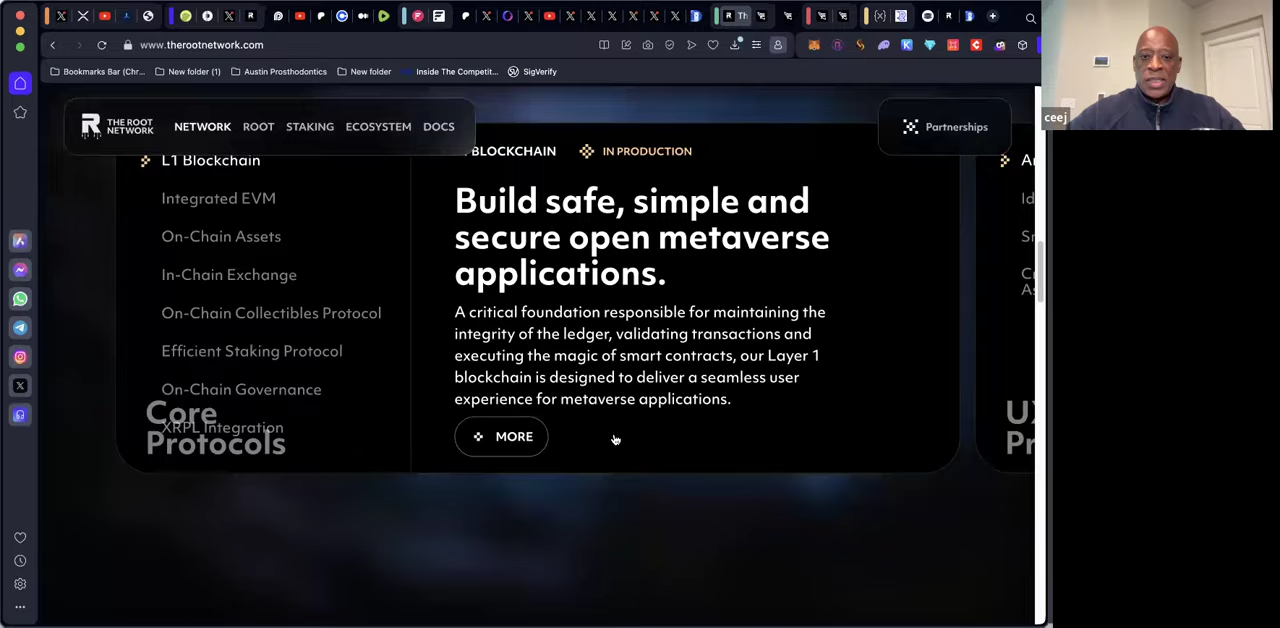 www.therootnetwork.com
Bookmarks Bar (Chr...
New folder (1)
Austin Prosthodontics
New folder
Inside The Competit...
SigVerify
ceej
THE ROOT
NETWORK
NETWORK
ROOT
STAKING
ECOSYSTEM
DOCS
Partnerships
L1 Blockchain
Integrated EVM
On-Chain Assets
In-Chain Exchange
On-Chain Collectibles Protocol
Efficient Staking Protocol
On-Chain Governance
XRPL Integration
Core
Protocols
BLOCKCHAIN
IN PRODUCTION
Build safe, simple and
secure open metaverse
applications.
A critical foundation responsible for maintaining the
integrity of the ledger, validating transactions and
executing the magic of smart contracts, our Layer 1
blockchain is designed to deliver a seamless user
experience for metaverse applications.
MORE